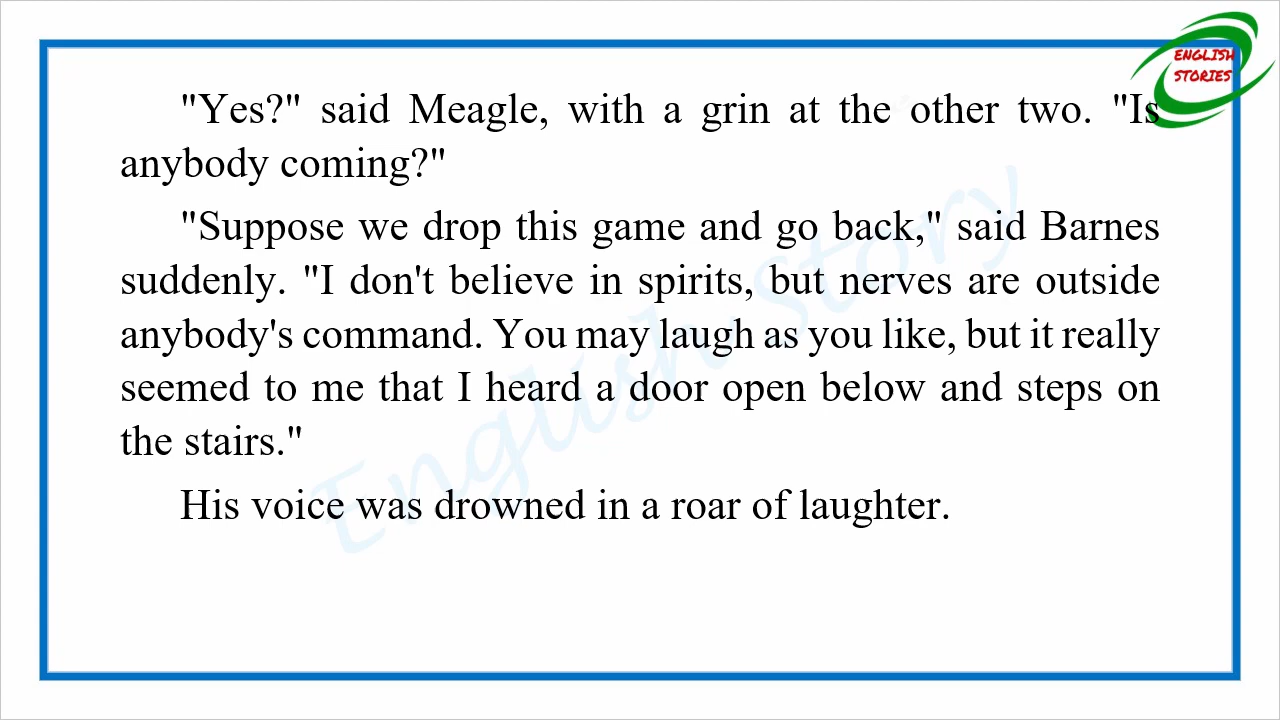 ENGLISH
STORIES
"Yes?" said Meagle, with a grin at the other two. "Is
anybody coming?"
"Suppose we drop this game and go back," said Barnes
suddenly. "I don't believe in spirits, but nerves are outside
anybody's command. You may laugh as you like, but it really
seemed to me that I heard a door open below and steps on
the stairs."
His voice was drowned in a roar of laughter.
English Story